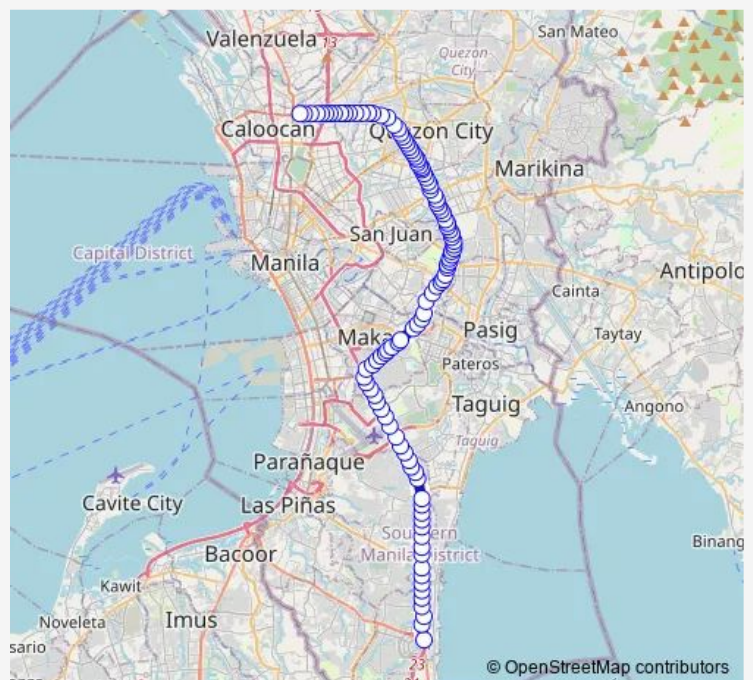 Valenzuela
13
San Mateo
Quezon
City
Caloocan
Quezon City
Marikina
San Juan
Capital District
Manila
Antipolo
Cainta
Maka
Pasig
Taytay
Pateros
Taguig
Angono
Taguig
Parañaque
Cavite City
Las Piñas
Southern
Manila District
Binang
Bacoor
Kawit
Imus
Noveleta
sario
23
© OpenStreetMap contributors